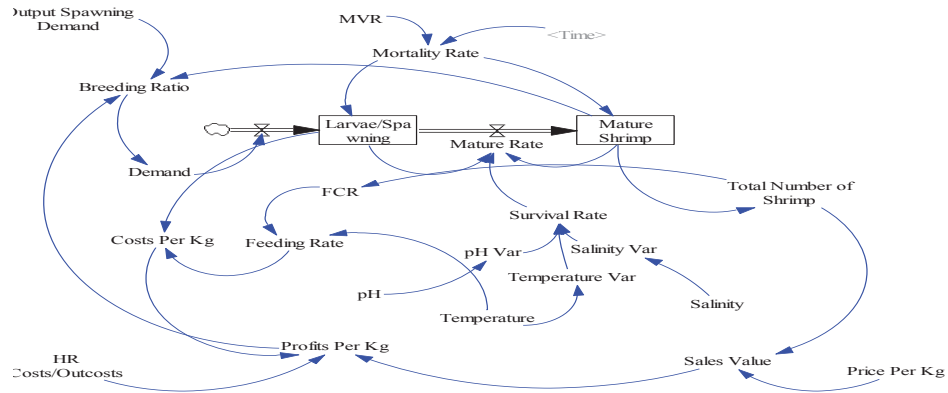 utput Spawning
Demand
MVR
<Time>
Mortality Rate
Breeding Ratio
Larvae/Spa
wning
Mature
Shrimp
Mature Rate
Demand
FCR
Total Number of
Shrimp
Survival Rate
Costs Per Kg
Feeding Rate
pH Var
Salinity Var
Temperature Var
pH
Salinity
Temperature
Profits Per Kg
HR
Costs/Outcosts
Sales Value
Price Per Kg